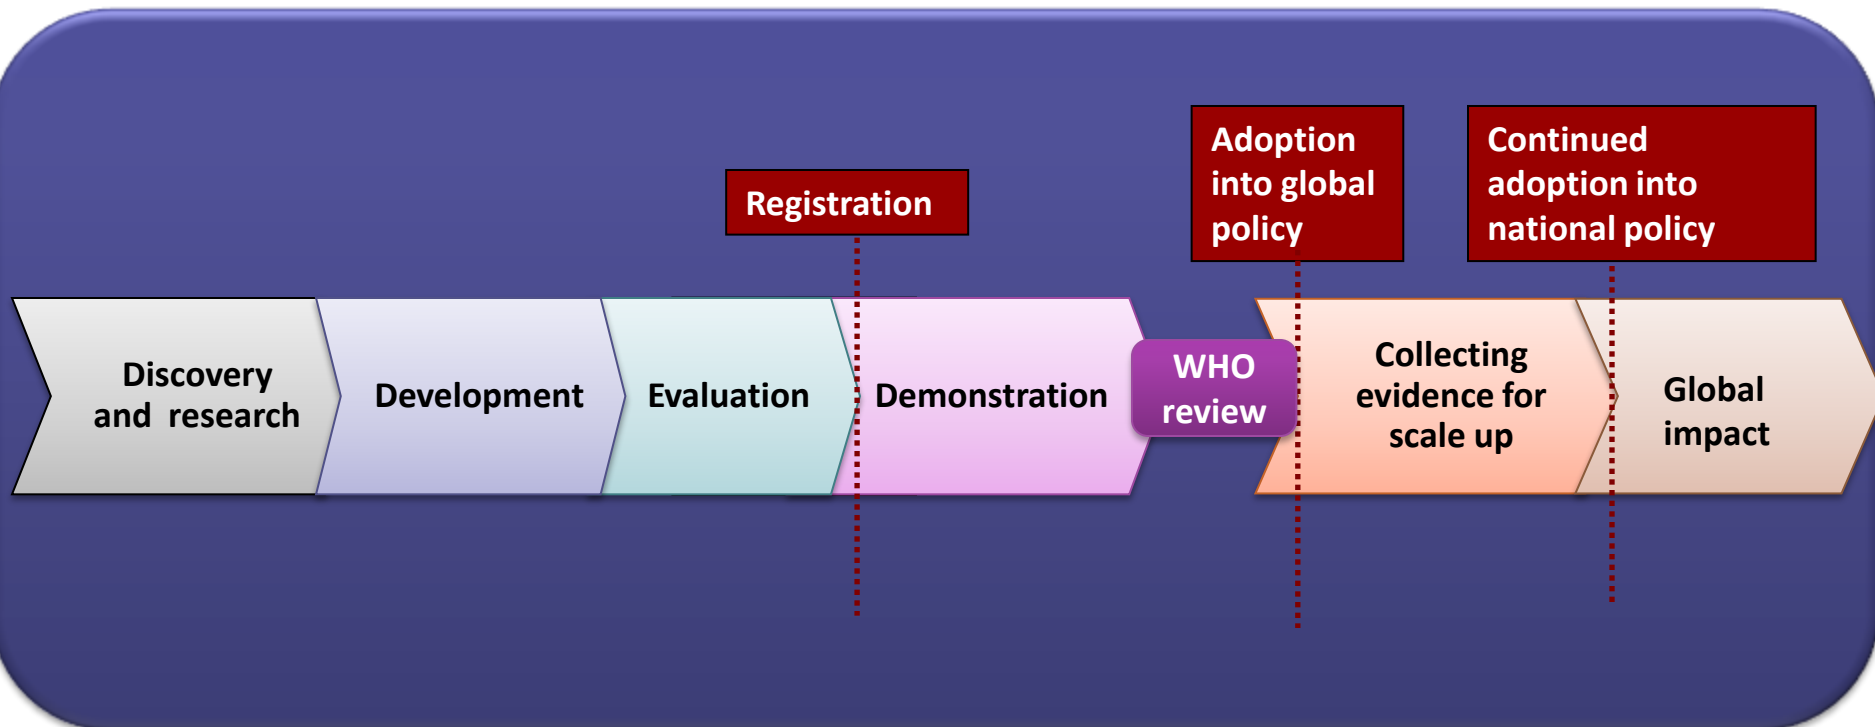 Registration
Adoption
into global
policy
Continued
adoption into
national policy
Discovery
and research
Development
Evaluation
Demonstration
WHO
review
Collecting
evidence for
scale up
Global
impact